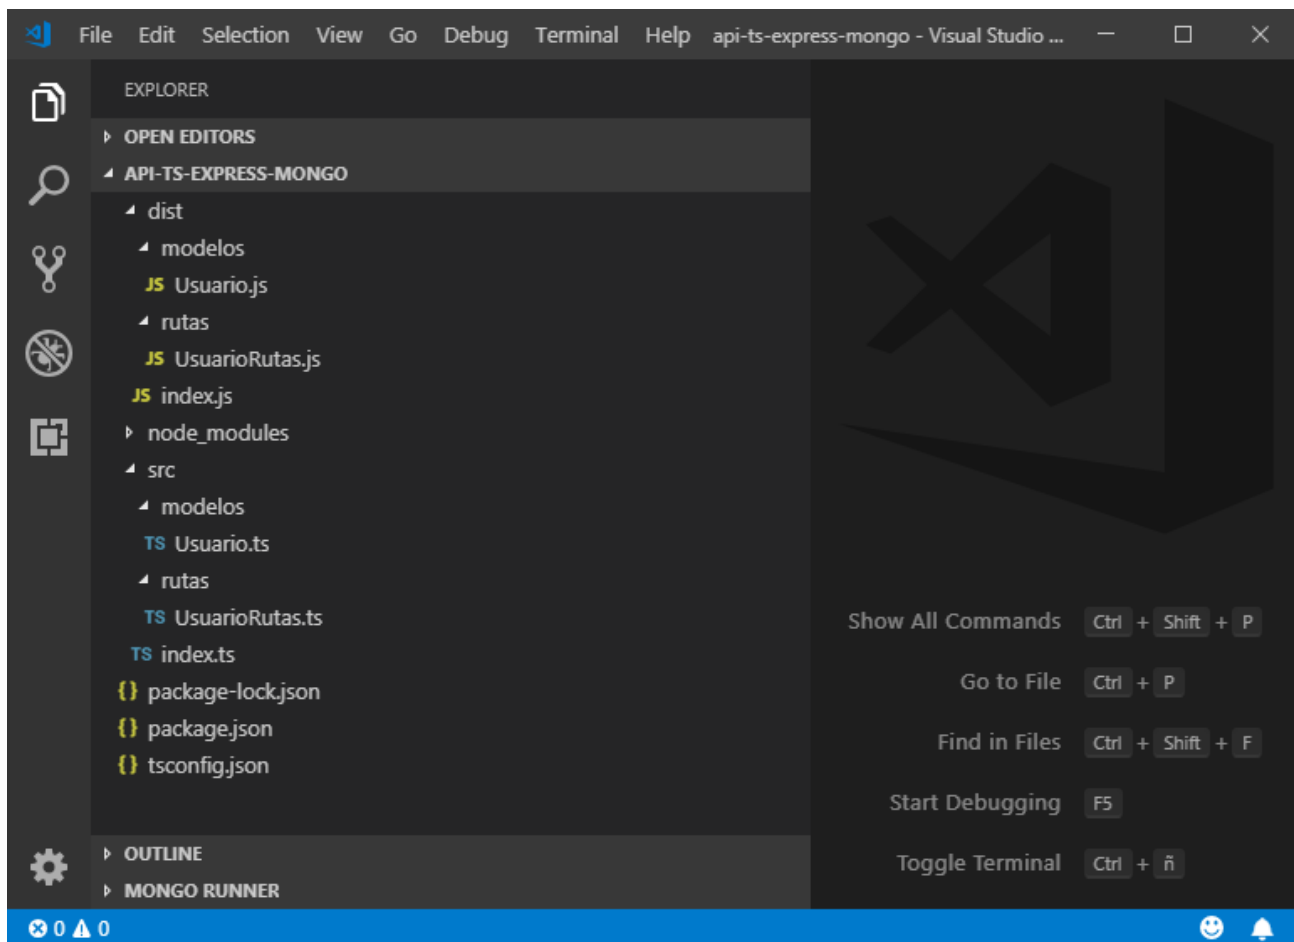 File Edit Selection View Go Debug Terminal Help api-ts-express-mongo - Visual Studio ...
EXPLORER
OPEN EDITORS
API-TS-EXPRESS-MONGO
dist
modelos
JS Usuario.js
rutas
JS UsuarioRutas.js
JS index.js
node_modules
src
modelos
TS Usuario.ts
rutas
TS UsuarioRutas.ts
TS index.ts
{} package-lock.json
{} package.json
{} tsconfig.json
OUTLINE
MONGO RUNNER
Show All Commands Ctrl + Shift + P
Go to File Ctrl + P
Find in Files Ctrl + Shift + F
Start Debugging F5
Toggle Terminal Ctrl + ñ
0 0